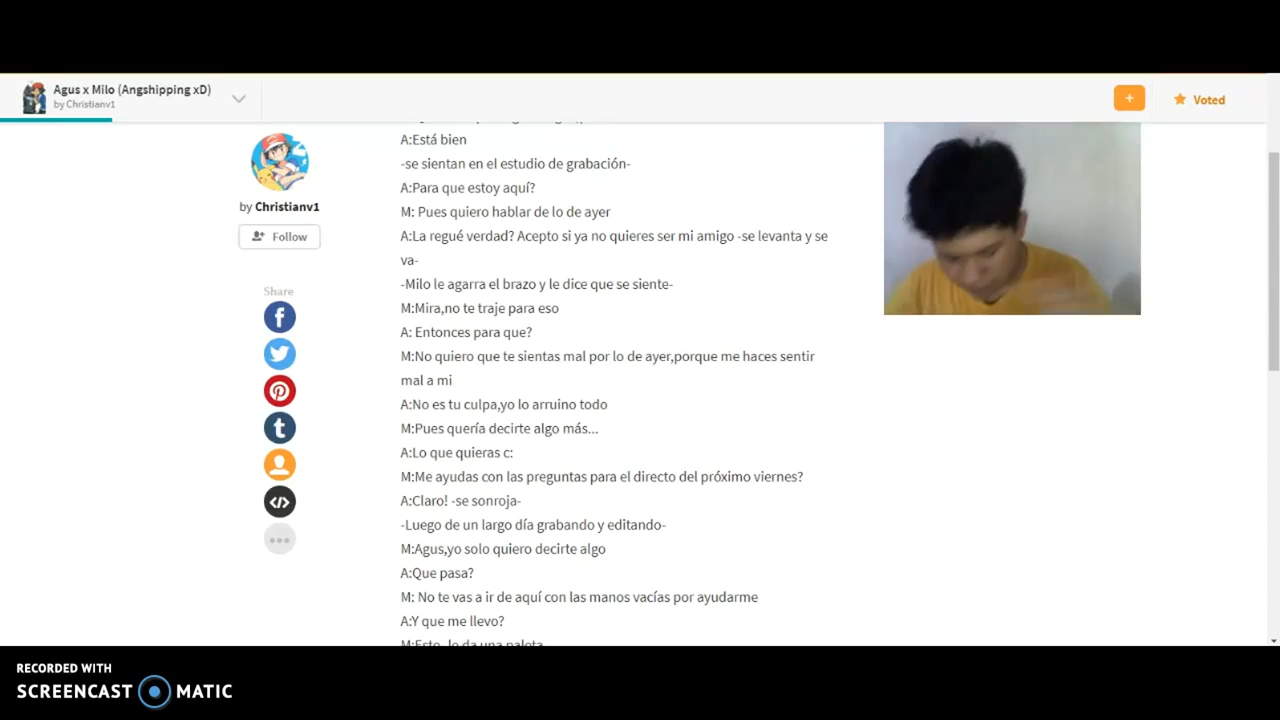 Agus x Milo (Angshipping xD)
by Christianv1
+
Voted
A:Está bien
-se sientan en el estudio de grabación-
A:Para que estoy aquí?
by Christianv1
M: Pues quiero hablar de lo de ayer
Follow
A:La regué verdad? Acepto si ya no quieres ser mi amigo -se levanta y se
va-
-Milo le agarra el brazo y le dice que se siente-
Share
M:Mira,no te traje para eso
A: Entonces para que?
M:No quiero que te sientas mal por lo de ayer,porque me haces sentir
mal a mi
A:No es tu culpa,yo lo arruino todo
M:Pues quería decirte algo más...
A:Lo que quieras c:
M:Me ayudas con las preguntas para el directo del próximo viernes?
A:Claro! -se sonroja-
-Luego de un largo día grabando y editando-
M:Agus,yo solo quiero decirte algo
A:Que pasa?
M: No te vas a ir de aquí con las manos vacías por ayudarme
A:Y que me llevo?
M:Esto -le da una paleta
RECORDED WITH
SCREENCAST MATIC